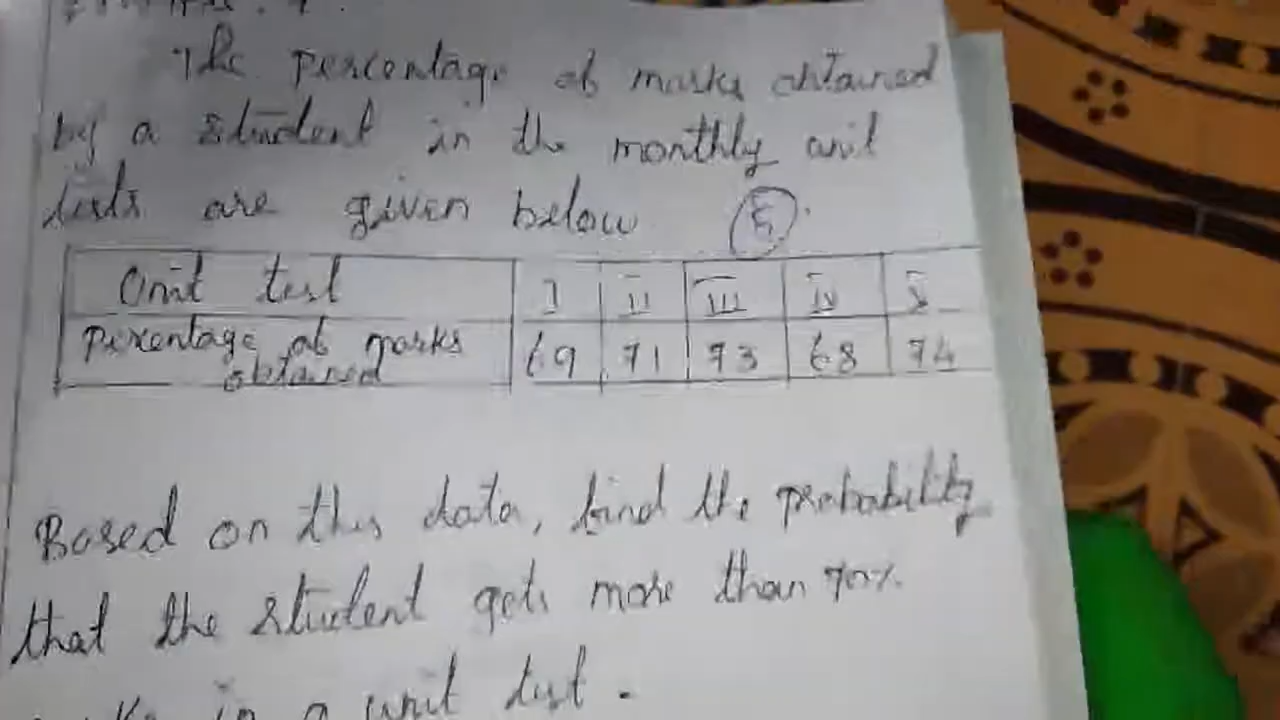 The percentage of marks obtained
by a student in the monthly unit
tests are given below 5
Unit test I II III IV V
Percentage of marks obtained 69 71 73 68 74
Based on this data, find the probability
that the student gets more than 70%
in a unit test.